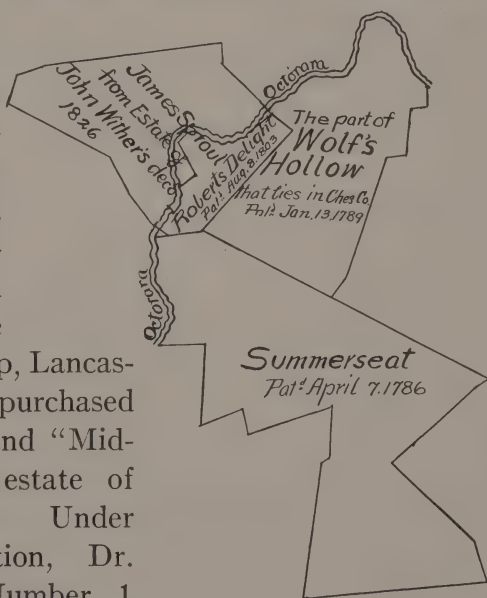 James Sproul
from Estate of
John Wither's dec'd
1826
Octorara
Roberts Delight
Pat'd Aug. 8. 1803
The part of
Wolf's
Hollow
that lies in Ches Co.
Pat'd Jan. 13. 1789
Octorara
Summerseat
Pat'd April 7. 1786
p, Lancas-
purchased
nd “Mid-
estate of
Under
tion, Dr.
Number 1